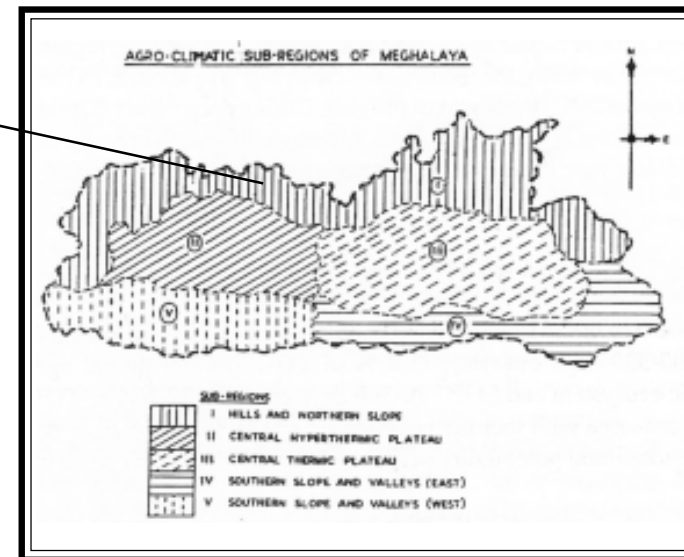 AGRO-CLIMATIC SUB-REGIONS OF MEGHALAYA
N
E
I
II
III
V
IV
SUB-REGIONS
I HILLS AND NORTHERN SLOPE
II CENTRAL HYPERTHERMIC PLATEAU
III CENTRAL THERMIC PLATEAU
IV SOUTHERN SLOPE AND VALLEYS (EAST)
V SOUTHERN SLOPE AND VALLEYS (WEST)